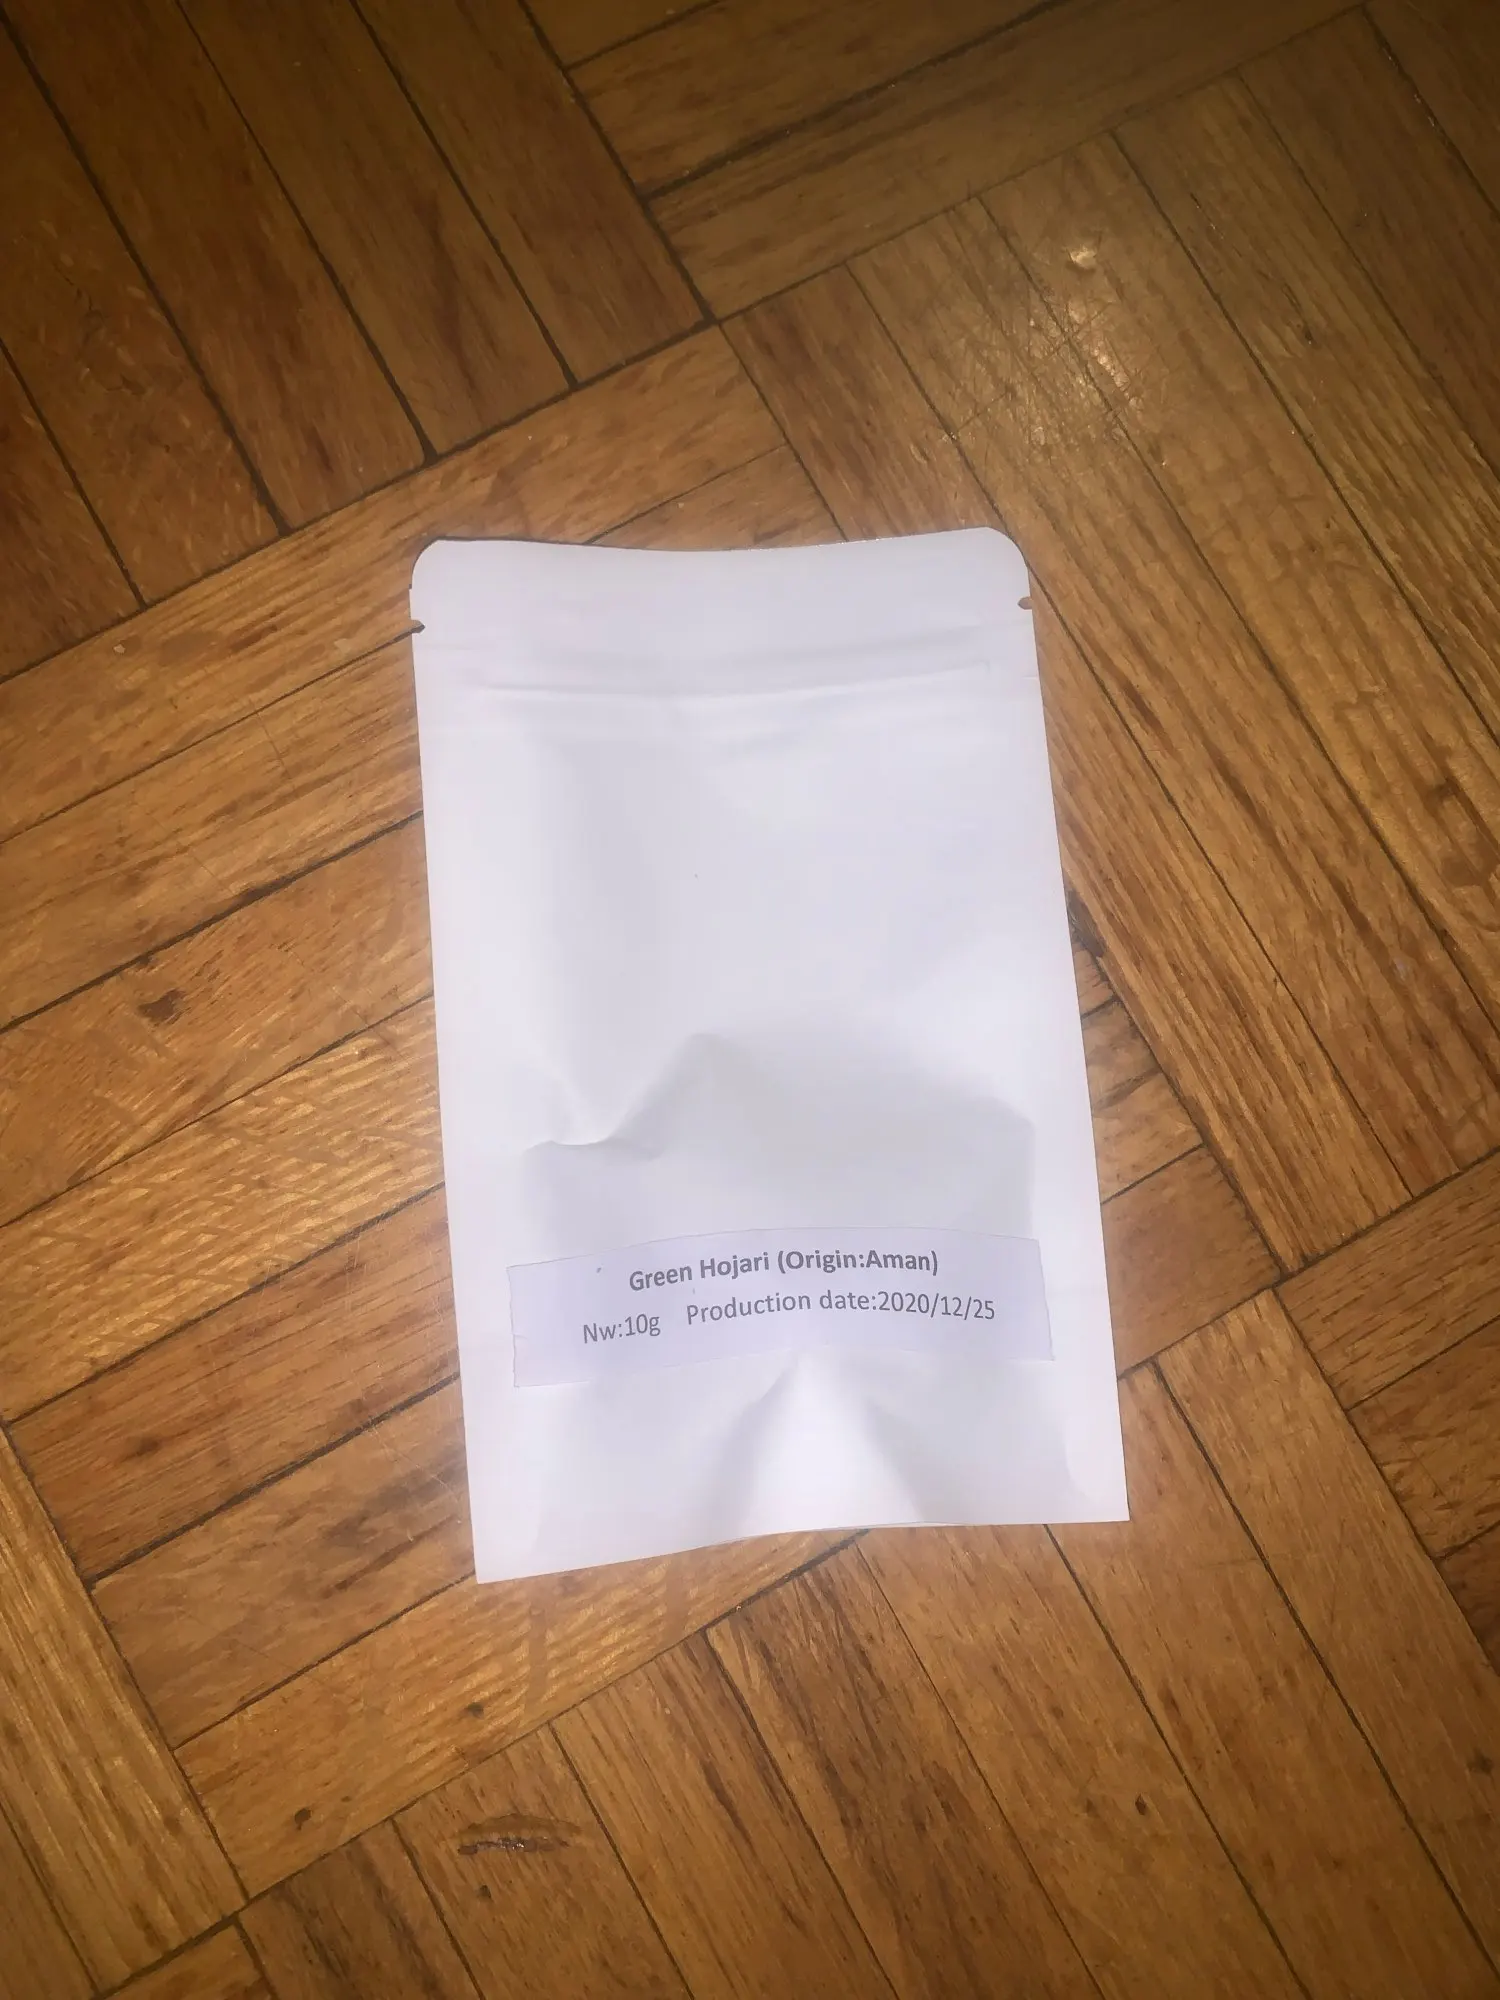 Green Hojari (Origin:Aman)
Nw:10g Production date:2020/12/25